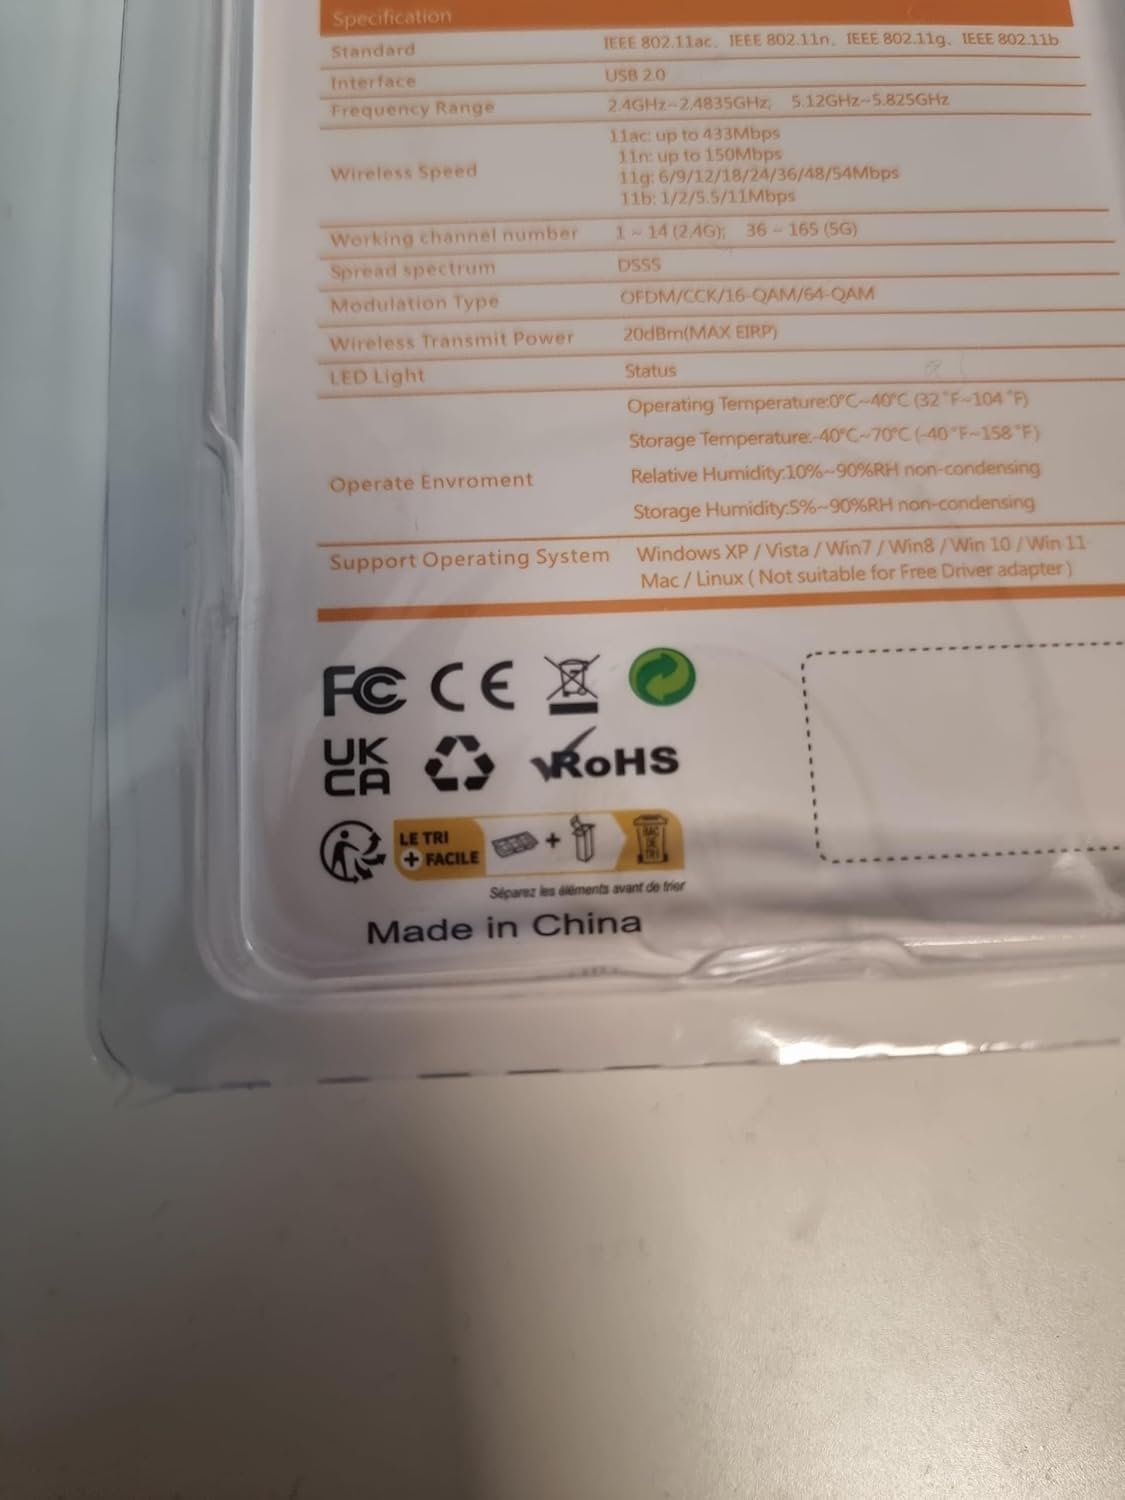 Specification
Standard IEEE 802.11ac、IEEE 802.11n、IEEE 802.11g、IEEE 802.11b
Interface USB 2.0
Frequency Range 2.4GHz~2.4835GHz; 5.12GHz~5.825GHz
Wireless Speed
11ac: up to 433Mbps
11n: up to 150Mbps
11g: 6/9/12/18/24/36/48/54Mbps
11b: 1/2/5.5/11Mbps
Working channel number 1 ~ 14 (2.4G); 36 ~ 165 (5G)
Spread spectrum DSSS
Modulation Type OFDM/CCK/16-QAM/64-QAM
Wireless Transmit Power 20dBm(MAX EIRP)
LED Light Status
Operate Envroment
Operating Temperature:0°C~40°C (32°F~104°F)
Storage Temperature:-40°C~70°C (-40°F~158°F)
Relative Humidity:10%~90%RH non-condensing
Storage Humidity:5%~90%RH non-condensing
Support Operating System Windows XP / Vista / Win7 / Win8 / Win 10 / Win 11
Mac / Linux ( Not suitable for Free Driver adapter )
FC CE
UK
CA
RoHS
LE TRI
+ FACILE
+
BAC
DE
TRI
Séparez les éléments avant de trier
Made in China